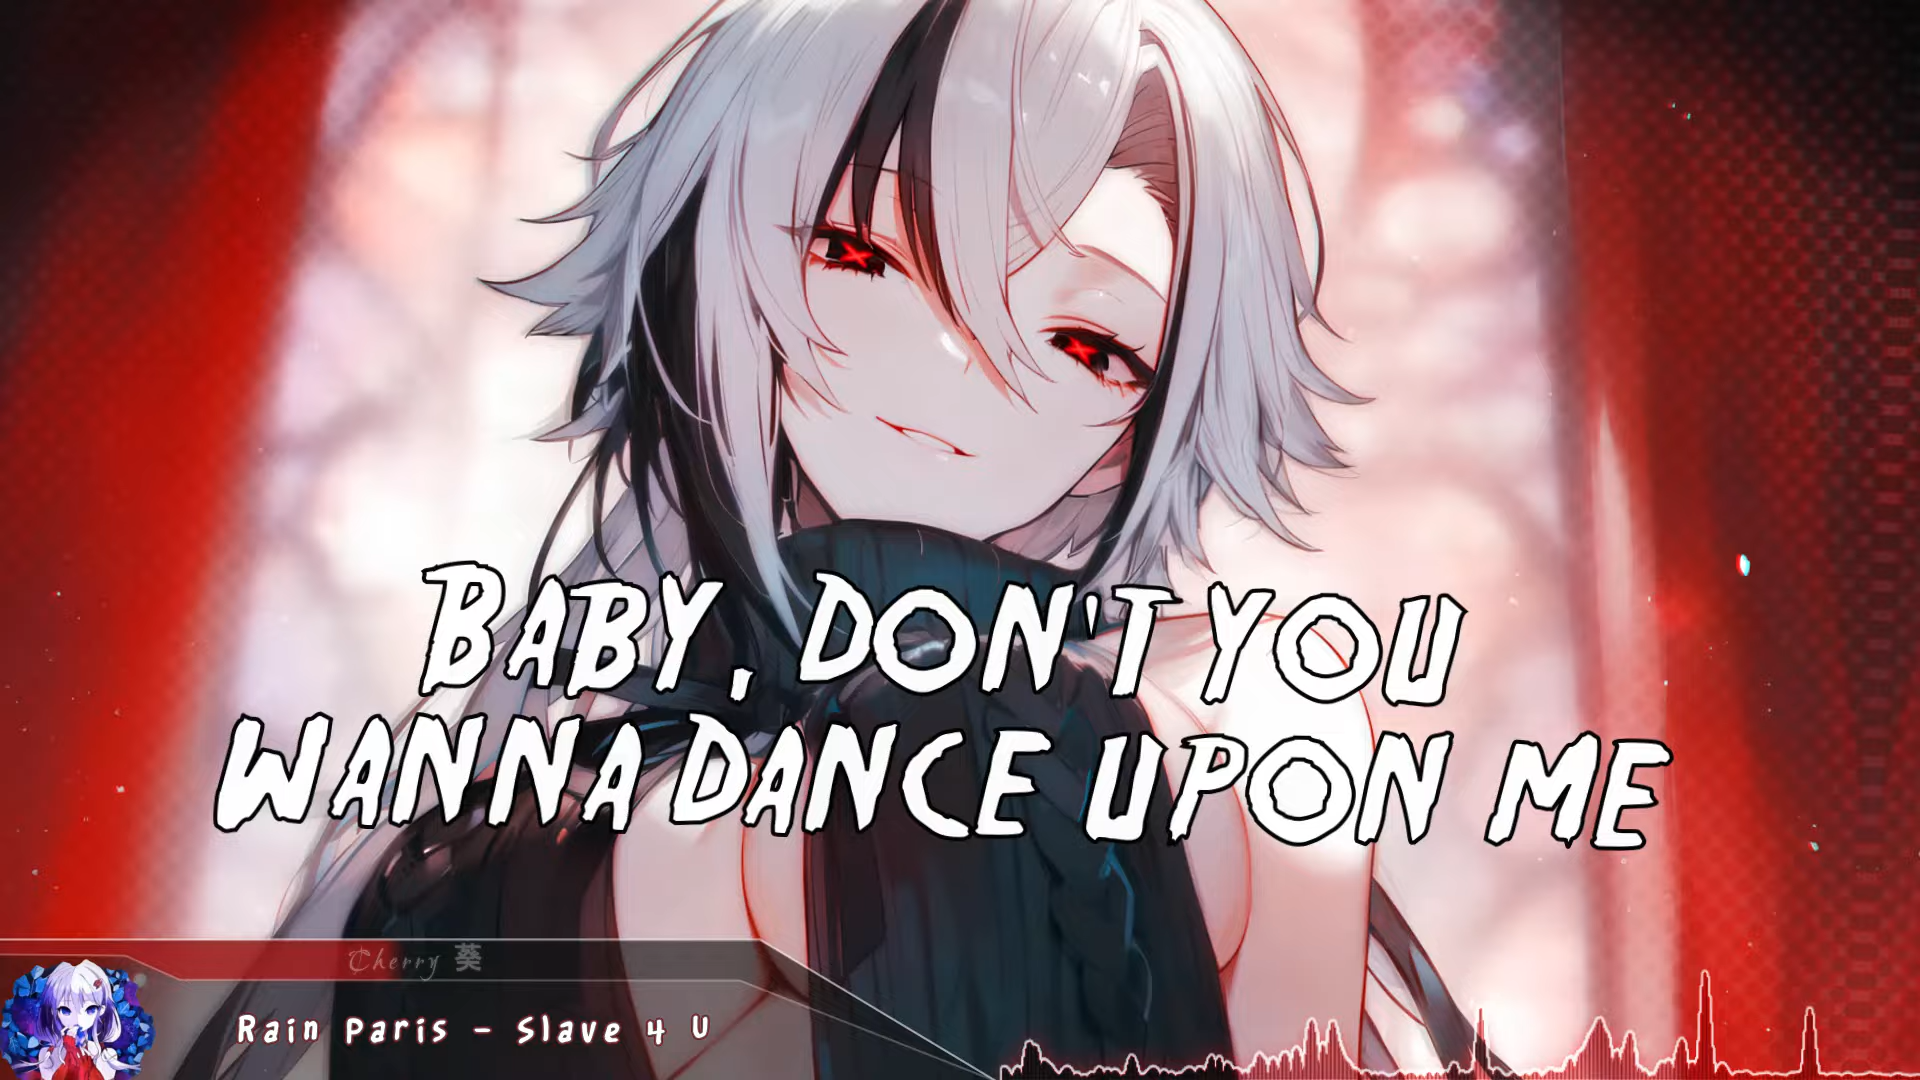 Baby, don't you
wanna dance upon me
Cherry 葵
Rain Paris - Slave 4 U